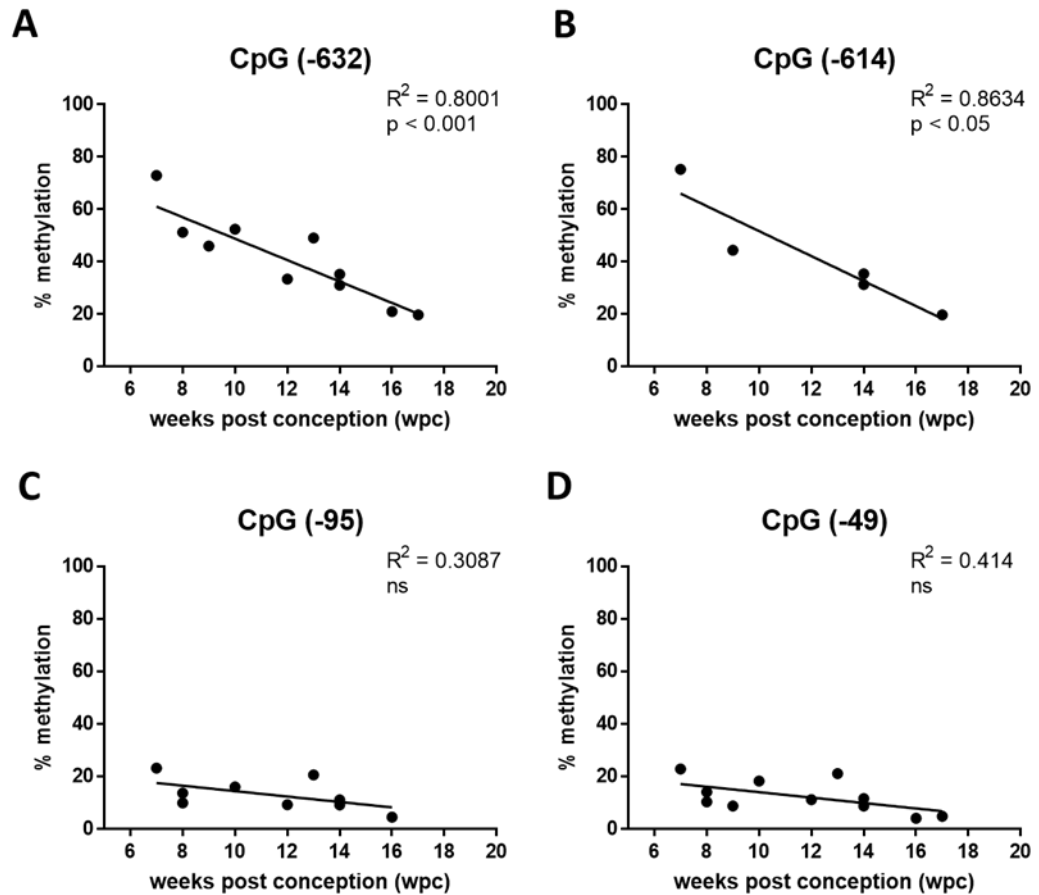 A
CpG (-632)
R² = 0.8001
p < 0.001
% methylation
100
80
60
40
20
0
6 8 10 12 14 16 18 20
weeks post conception (wpc)
B
CpG (-614)
R² = 0.8634
p < 0.05
% methylation
100
80
60
40
20
0
6 8 10 12 14 16 18 20
weeks post conception (wpc)
C
CpG (-95)
R² = 0.3087
ns
% methylation
100
80
60
40
20
0
6 8 10 12 14 16 18 20
weeks post conception (wpc)
D
CpG (-49)
R² = 0.414
ns
% methylation
100
80
60
40
20
0
6 8 10 12 14 16 18 20
weeks post conception (wpc)